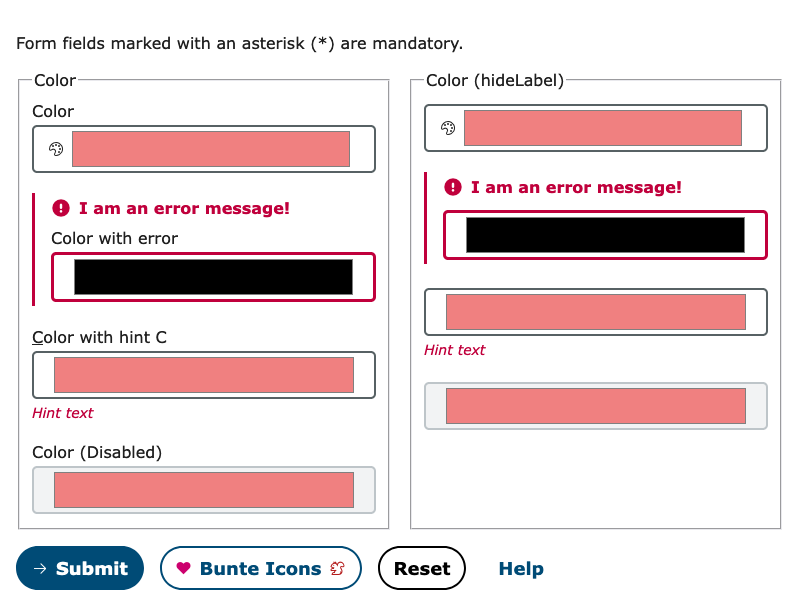 Form fields marked with an asterisk (*) are mandatory.
Color
Color
I am an error message!
Color with error
Color with hint C
Hint text
Color (Disabled)
Color (hideLabel)
I am an error message!
Hint text
Submit
Bunte Icons
Reset
Help